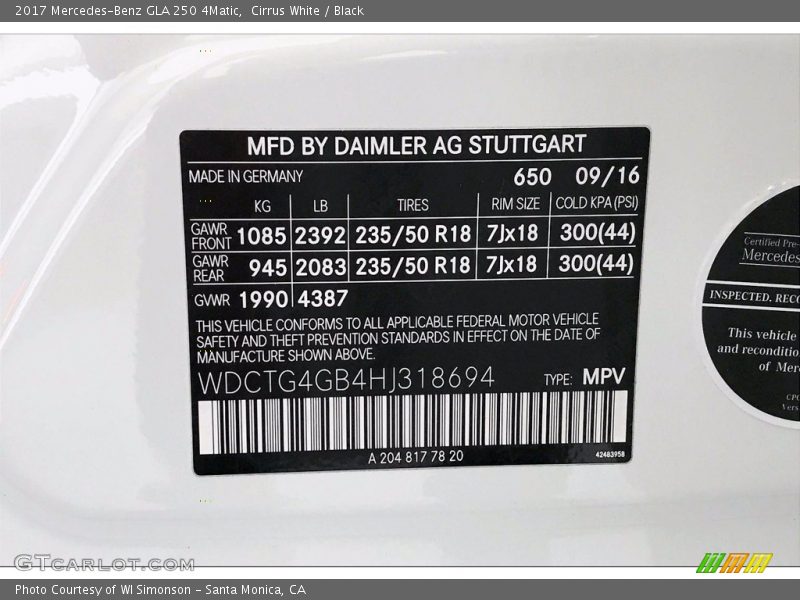 2017 Mercedes-Benz GLA 250 4Matic, Cirrus White / Black
MFD BY DAIMLER AG STUTTGART
MADE IN GERMANY 650 09/16
KG LB TIRES RIM SIZE COLD KPA (PSI)
GAWR FRONT 1085 2392 235/50 R18 7Jx18 300(44)
GAWR REAR 945 2083 235/50 R18 7Jx18 300(44)
GWR 1990 4387
THIS VEHICLE CONFORMS TO ALL APPLICABLE FEDERAL MOTOR VEHICLE
SAFETY AND THEFT PREVENTION STANDARDS IN EFFECT ON THE DATE OF
MANUFACTURE SHOWN ABOVE.
WDCTG4GB4HJ318694 TYPE: MPV
A 204 817 78 20 42483958
Certified Pre-
Mercedes
INSPECTED. RECO
This vehicle
and reconditio
of Merc
CPO
Vers
GTCARLOT.COM
Photo Courtesy of WI Simonson - Santa Monica, CA